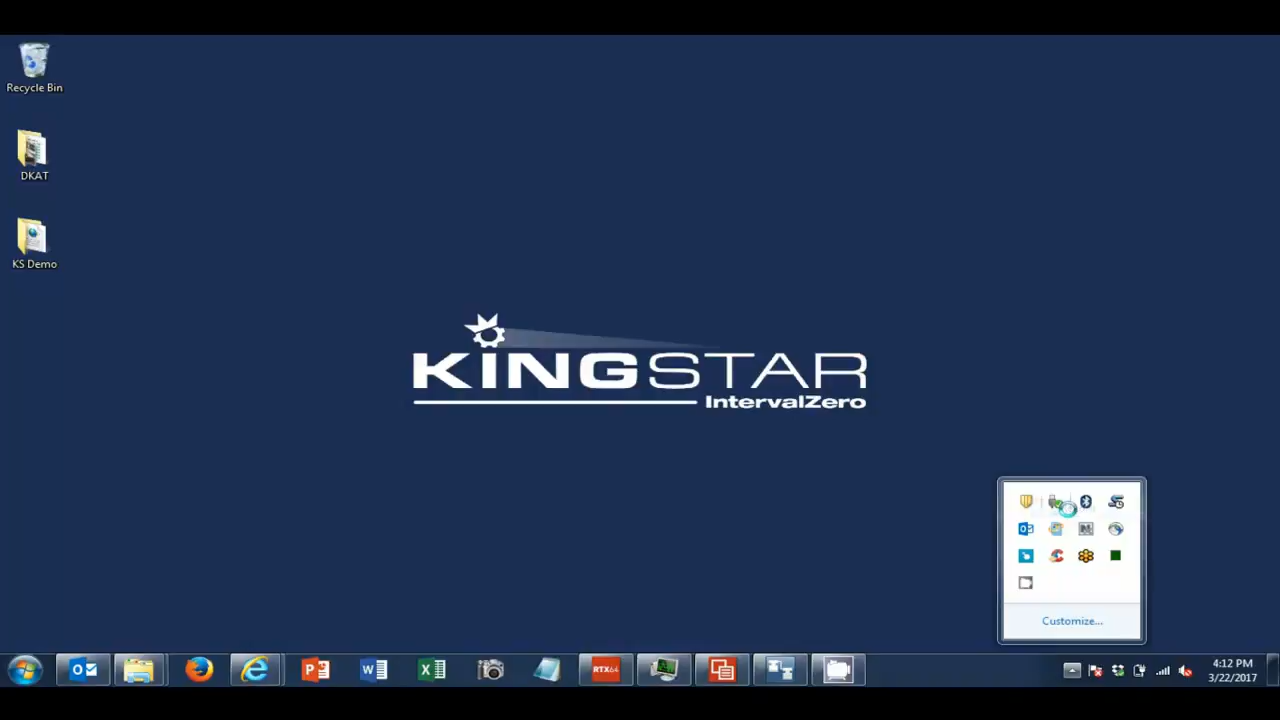 Recycle Bin
DKAT
KS Demo
KINGSTAR
IntervalZero
Customize...
RTX64
4:12 PM
3/22/2017